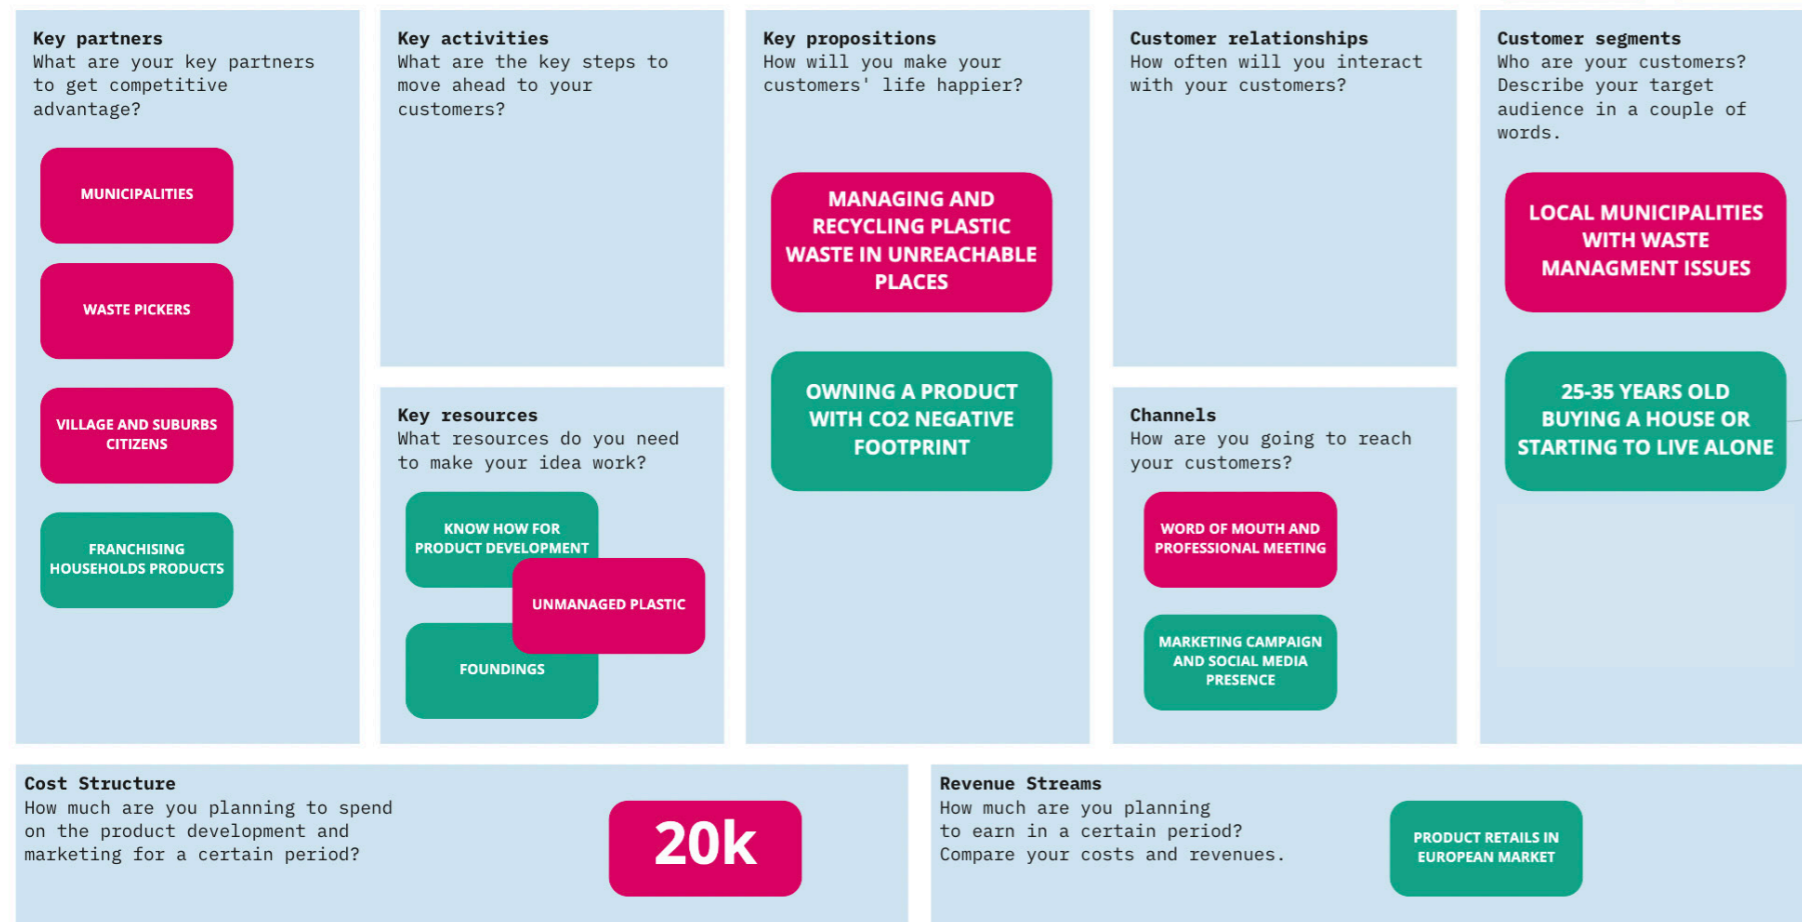 Key partners
What are your key partners
to get competitive
advantage?
MUNICIPALITIES
WASTE PICKERS
VILLAGE AND SUBURBS
CITIZENS
FRANCHISING
HOUSEHOLDS PRODUCTS
Key activities
What are the key steps to
move ahead to your
customers?
Key resources
What resources do you need
to make your idea work?
KNOW HOW FOR
PRODUCT DEVELOPMENT
UNMANAGED PLASTIC
FOUNDINGS
Key propositions
How will you make your
customers' life happier?
MANAGING AND
RECYCLING PLASTIC
WASTE IN UNREACHABLE
PLACES
OWNING A PRODUCT
WITH CO2 NEGATIVE
FOOTPRINT
Customer relationships
How often will you interact
with your customers?
Channels
How are you going to reach
your customers?
WORD OF MOUTH AND
PROFESSIONAL MEETING
MARKETING CAMPAIGN
AND SOCIAL MEDIA
PRESENCE
Customer segments
Who are your customers?
Describe your target
audience in a couple of
words.
LOCAL MUNICIPALITIES
WITH WASTE
MANAGMENT ISSUES
25-35 YEARS OLD
BUYING A HOUSE OR
STARTING TO LIVE ALONE
Cost Structure
How much are you planning to spend
on the product development and
marketing for a certain period?
20k
Revenue Streams
How much are you planning
to earn in a certain period?
Compare your costs and revenues.
PRODUCT RETAILS IN
EUROPEAN MARKET